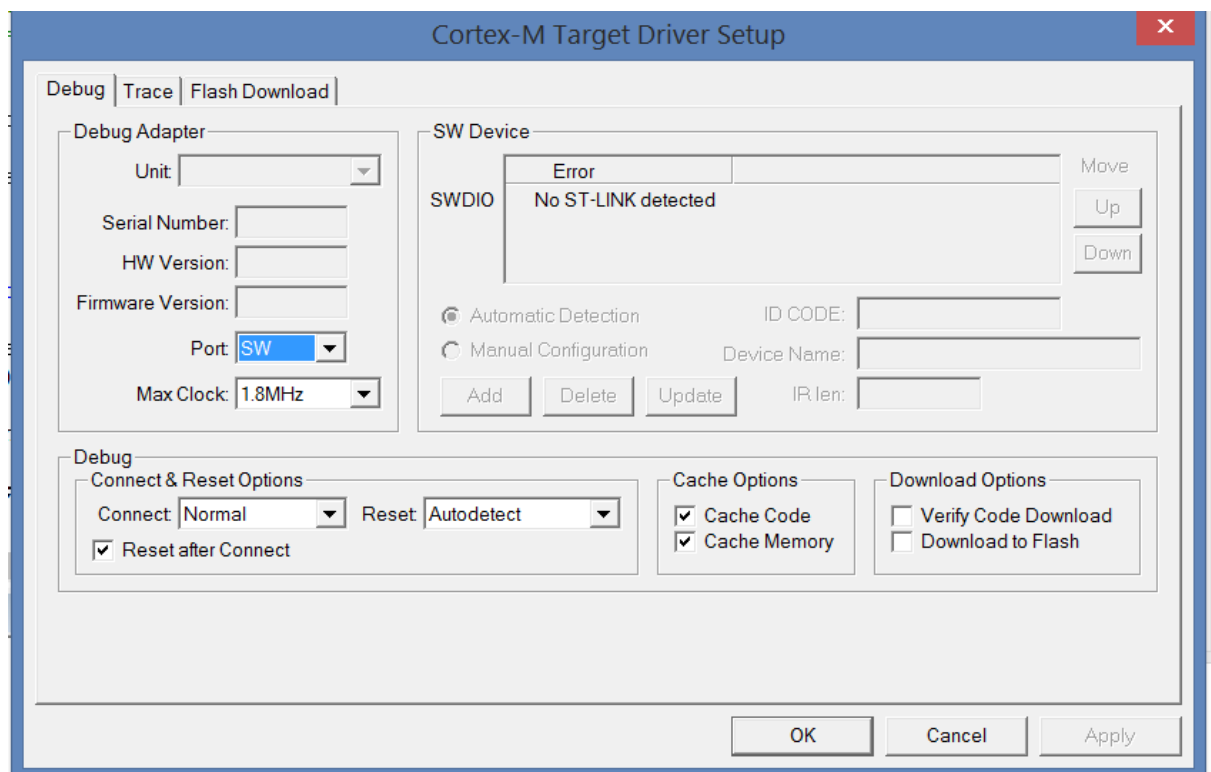 Cortex-M Target Driver Setup
Debug Trace Flash Download
Debug Adapter
Unit:
Serial Number:
HW Version:
Firmware Version:
Port: SW
Max Clock: 1.8MHz
SW Device
Error
SWDIO No ST-LINK detected
Move
Up
Down
Automatic Detection ID CODE:
Manual Configuration Device Name:
Add Delete Update IR len:
Debug
Connect & Reset Options
Connect: Normal Reset: Autodetect
Reset after Connect
Cache Options
Cache Code
Cache Memory
Download Options
Verify Code Download
Download to Flash
OK Cancel Apply